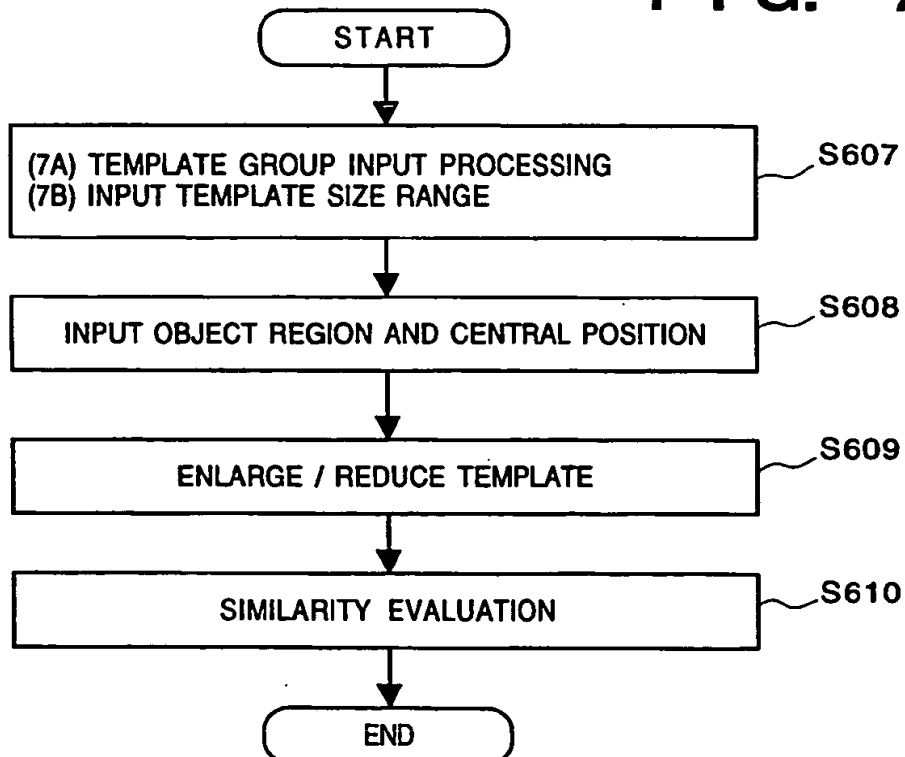 FIG.
START
(7A) TEMPLATE GROUP INPUT PROCESSING
(7B) INPUT TEMPLATE SIZE RANGE
S607
INPUT OBJECT REGION AND CENTRAL POSITION
S608
ENLARGE / REDUCE TEMPLATE
S609
SIMILARITY EVALUATION
S610
END